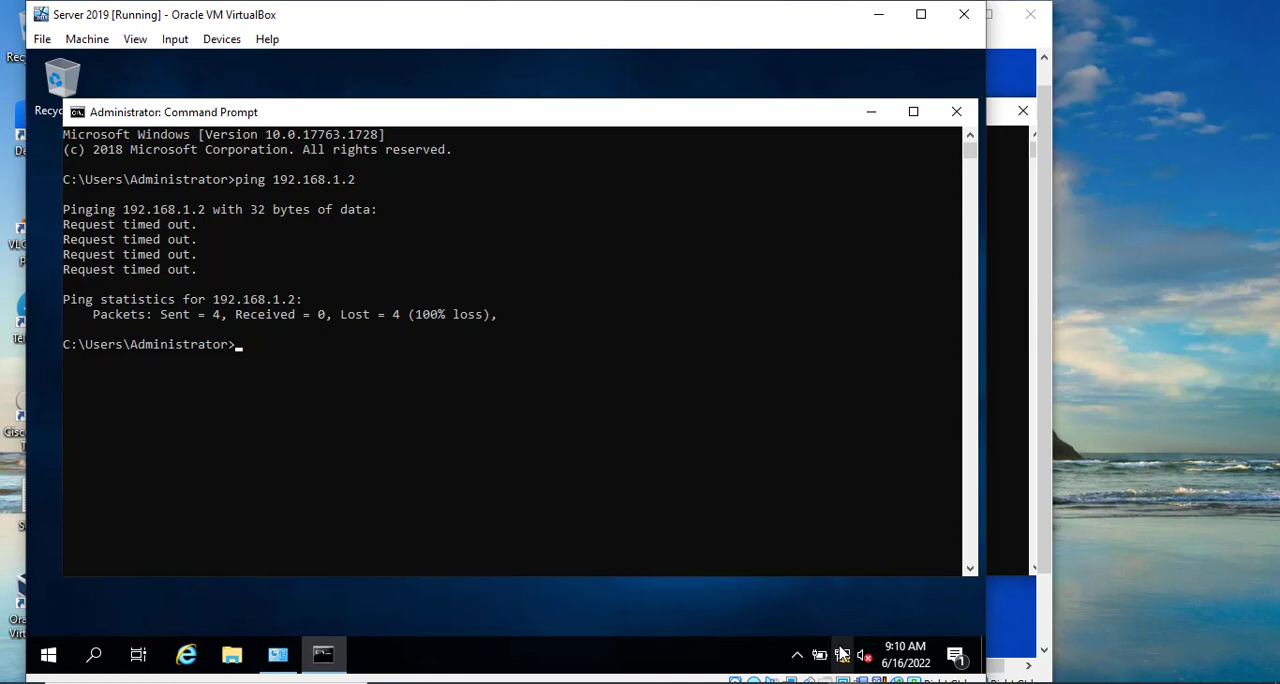 Server 2019 [Running] - Oracle VM VirtualBox
File Machine View Input Devices Help
Administrator: Command Prompt
Microsoft Windows [Version 10.0.17763.1728]
(c) 2018 Microsoft Corporation. All rights reserved.
C:\Users\Administrator>ping 192.168.1.2
Pinging 192.168.1.2 with 32 bytes of data:
Request timed out.
Request timed out.
Request timed out.
Request timed out.
Ping statistics for 192.168.1.2:
Packets: Sent = 4, Received = 0, Lost = 4 (100% loss),
C:\Users\Administrator>
9:10 AM
6/16/2022
1